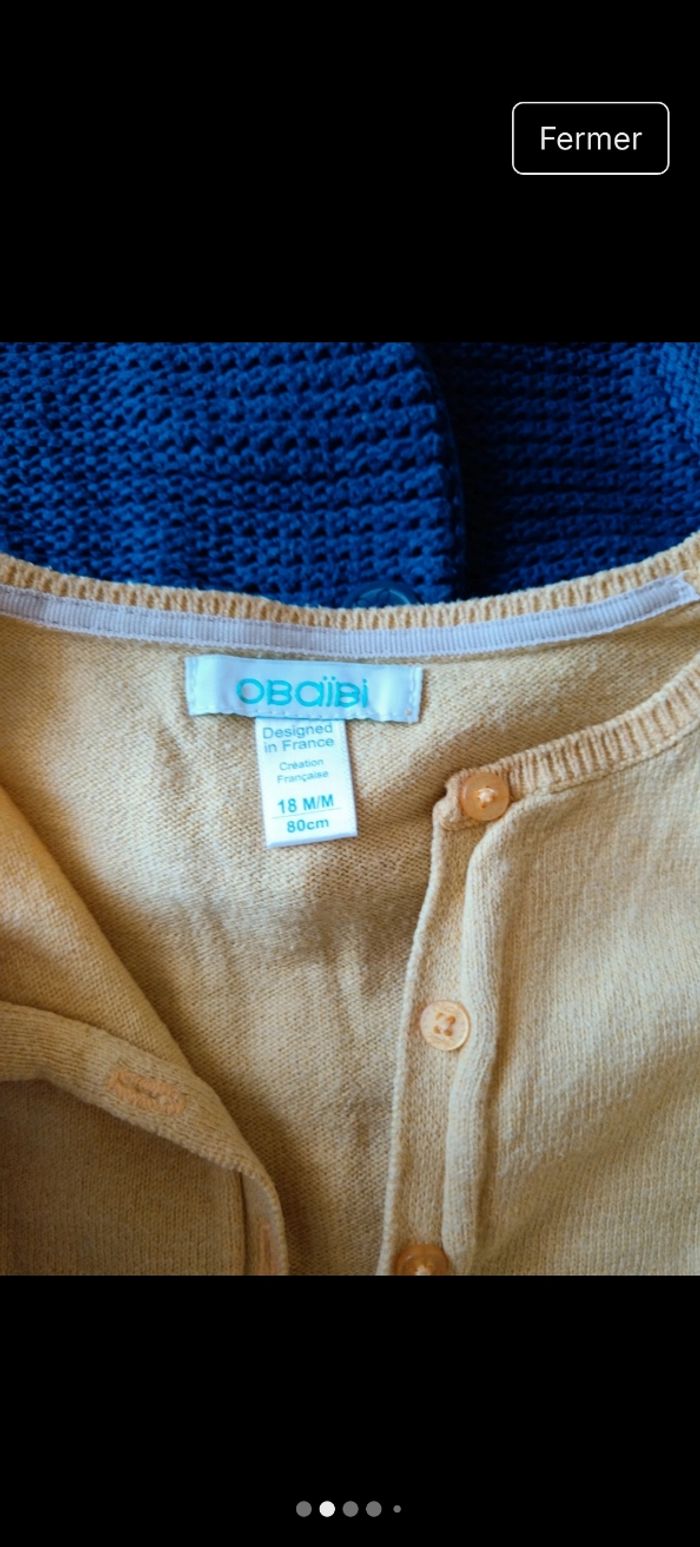 Fermer
OBaïBi
Designed
in France
Création
Française
18 M/M
80cm